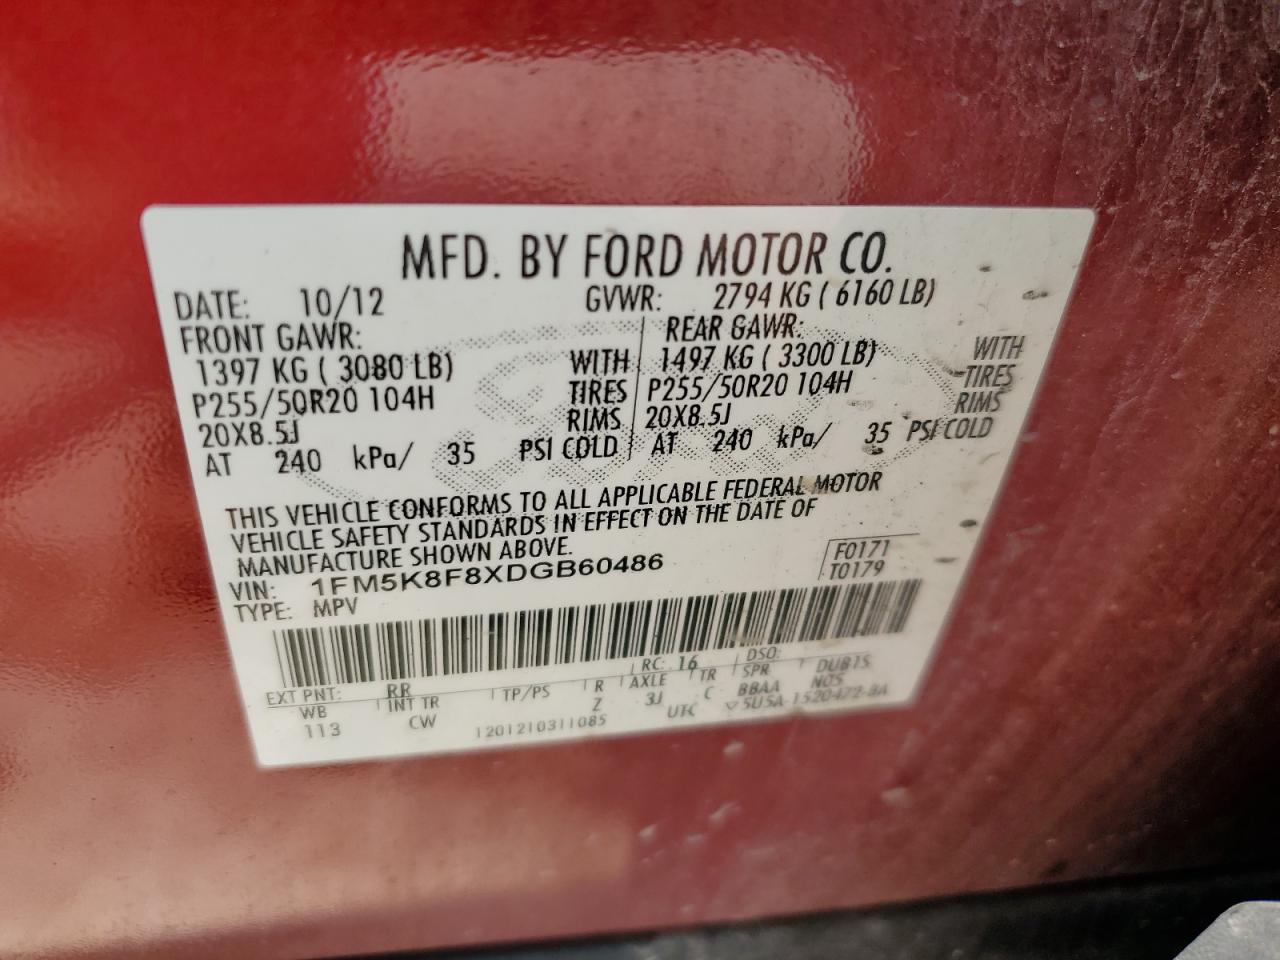 MFD. BY FORD MOTOR CO.
DATE: 10/12 GVWR: 2794 KG ( 6160 LB)
FRONT GAWR: REAR GAWR:
1397 KG ( 3080 LB) WITH 1497 KG ( 3300 LB) WITH
P255/50R20 104H TIRES P255/50R20 104H TIRES
20X8.5J RIMS 20X8.5J RIMS
AT 240 kPa/ 35 PSI COLD AT 240 kPa/ 35 PSI COLD
THIS VEHICLE CONFORMS TO ALL APPLICABLE FEDERAL MOTOR
VEHICLE SAFETY STANDARDS IN EFFECT ON THE DATE OF
MANUFACTURE SHOWN ABOVE.
VIN: 1FM5K8F8XDGB60486 F0171
TYPE: MPV T0179
EXT PNT: RR RC: 16 DSO:
WB INT TR TP/PS R AXLE TR SPR DUB15
113 CW Z 3J C BBAA N05
1201210311085 UTC 5U5A-1520472-BA